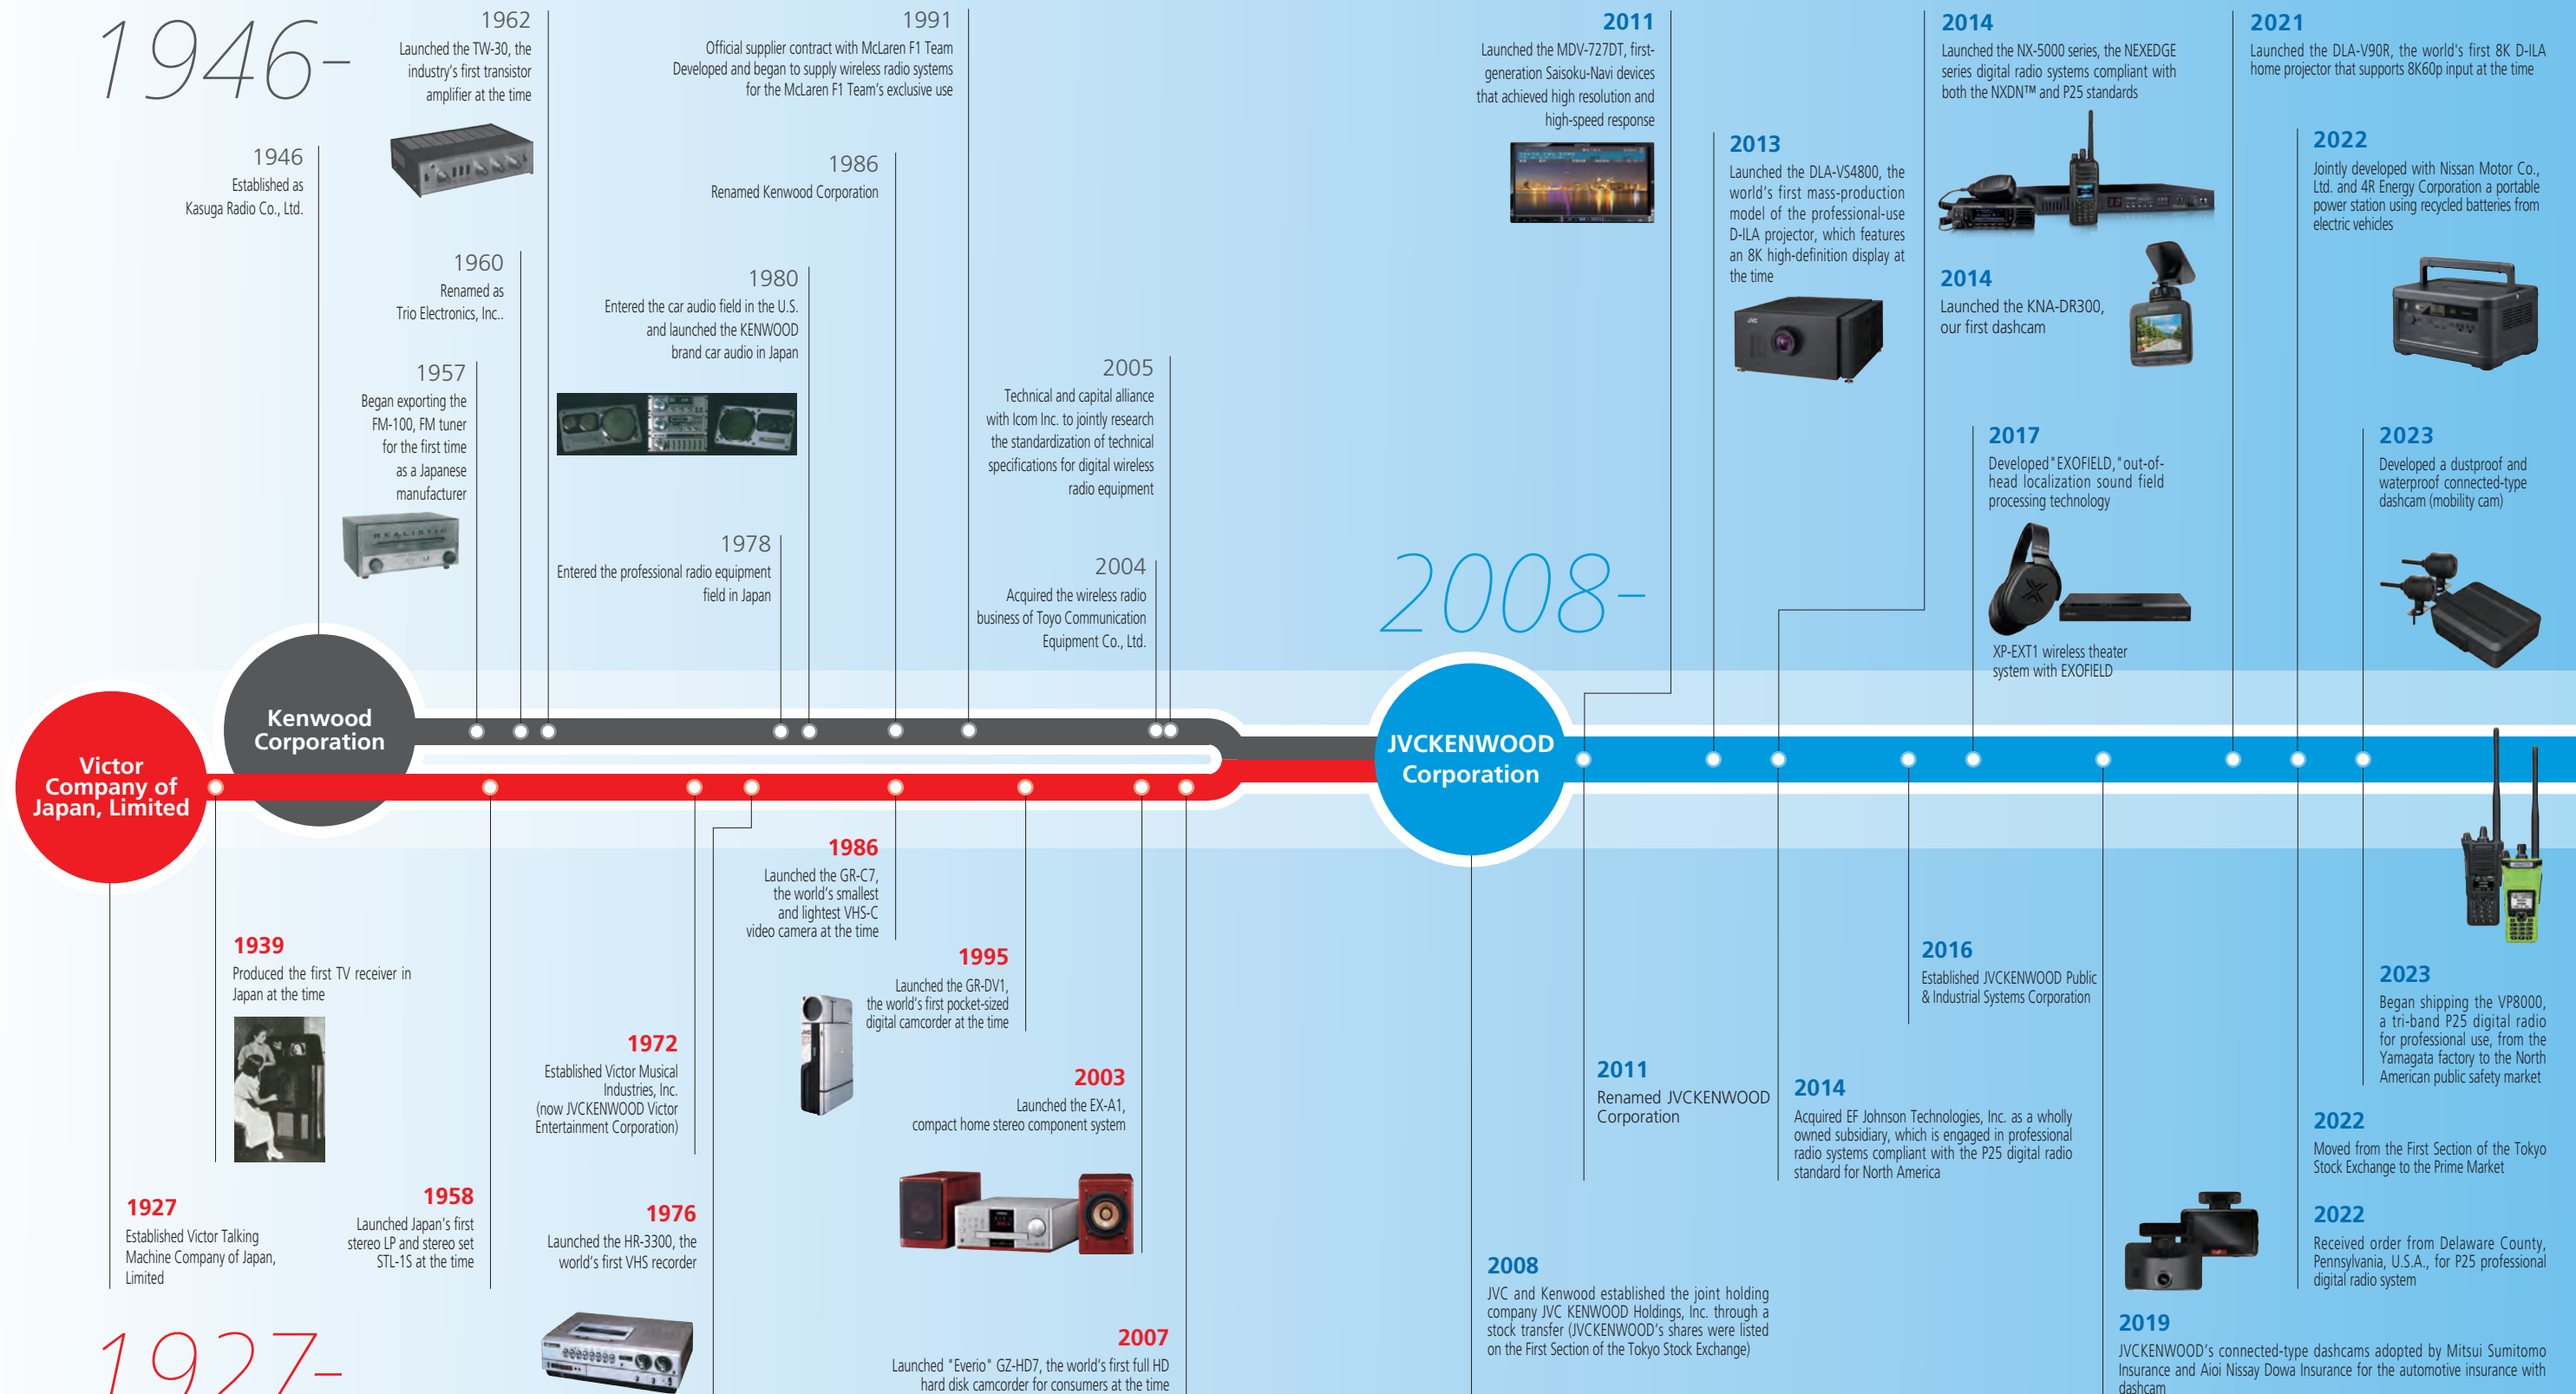 1946-
1962
Launched the TW-30, the
industry's first transistor
amplifier at the time
1991
Official supplier contract with McLaren F1 Team
Developed and began to supply wireless radio systems
for the McLaren F1 Team's exclusive use
1946
Established as
Kasuga Radio Co., Ltd.
1986
Renamed Kenwood Corporation
1960
Renamed as
Trio Electronics, Inc..
1980
Entered the car audio field in the U.S.
and launched the KENWOOD
brand car audio in Japan
1957
Began exporting the
FM-100, FM tuner
for the first time
as a Japanese
manufacturer
REALISTIC
2005
Technical and capital alliance
with Icom Inc. to jointly research
the standardization of technical
specifications for digital wireless
radio equipment
1978
Entered the professional radio equipment
field in Japan
2004
Acquired the wireless radio
business of Toyo Communication
Equipment Co., Ltd.
Kenwood
Corporation
Victor
Company of
Japan, Limited
1939
Produced the first TV receiver in
Japan at the time
1927
Established Victor Talking
Machine Company of Japan,
Limited
1927-
1958
Launched Japan's first
stereo LP and stereo set
STL-1S at the time
1972
Established Victor Musical
Industries, Inc.
(now JVCKENWOOD Victor
Entertainment Corporation)
1976
Launched the HR-3300, the
world's first VHS recorder
1986
Launched the GR-C7,
the world's smallest
and lightest VHS-C
video camera at the time
1995
Launched the GR-DV1,
the world's first pocket-sized
digital camcorder at the time
2003
Launched the EX-A1,
compact home stereo component system
2007
Launched "Everio" GZ-HD7, the world's first full HD
hard disk camcorder for consumers at the time
2008-
JVCKENWOOD
Corporation
2011
Launched the MDV-727DT, first-
generation Saisoku-Navi devices
that achieved high resolution and
high-speed response
2013
Launched the DLA-VS4800, the
world's first mass-production
model of the professional-use
D-ILA projector, which features
an 8K high-definition display at
the time
JVC
2014
Launched the NX-5000 series, the NEXEDGE
series digital radio systems compliant with
both the NXDN™ and P25 standards
2014
Launched the KNA-DR300,
our first dashcam
2017
Developed "EXOFIELD," out-of-
head localization sound field
processing technology
XP-EXT1 wireless theater
system with EXOFIELD
2021
Launched the DLA-V90R, the world's first 8K D-ILA
home projector that supports 8K60p input at the time
2022
Jointly developed with Nissan Motor Co.,
Ltd. and 4R Energy Corporation a portable
power station using recycled batteries from
electric vehicles
2023
Developed a dustproof and
waterproof connected-type
dashcam (mobility cam)
2008
JVC and Kenwood established the joint holding
company JVC KENWOOD Holdings, Inc. through a
stock transfer (JVCKENWOOD's shares were listed
on the First Section of the Tokyo Stock Exchange)
2011
Renamed JVCKENWOOD
Corporation
2014
Acquired EF Johnson Technologies, Inc. as a wholly
owned subsidiary, which is engaged in professional
radio systems compliant with the P25 digital radio
standard for North America
2016
Established JVCKENWOOD Public
& Industrial Systems Corporation
2023
Began shipping the VP8000,
a tri-band P25 digital radio
for professional use, from the
Yamagata factory to the North
American public safety market
2022
Moved from the First Section of the Tokyo
Stock Exchange to the Prime Market
2022
Received order from Delaware County,
Pennsylvania, U.S.A., for P25 professional
digital radio system
2019
JVCKENWOOD's connected-type dashcams adopted by Mitsui Sumitomo
Insurance and Aioi Nissay Dowa Insurance for the automotive insurance with
dashcam